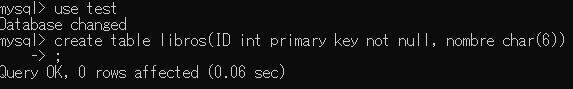 mysql> use test
Database changed
mysql> create table libros(ID int primary key not null, nombre char(6))
    -> ;
Query OK, 0 rows affected (0.06 sec)